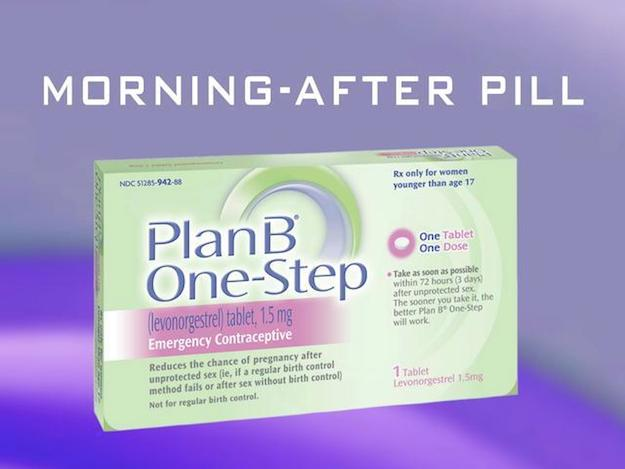 MORNING-AFTER PILL
NDC 51285-942-88
Rx only for women
younger than age 17
Plan B®
One-Step
(levonorgestrel) tablet, 1.5 mg
Emergency Contraceptive
Reduces the chance of pregnancy after
unprotected sex (ie, if a regular birth control
method fails or after sex without birth control)
Not for regular birth control.
One Tablet
One Dose
• Take as soon as possible
within 72 hours (3 days)
after unprotected sex.
The sooner you take it, the
better Plan B® One-Step
will work.
1 Tablet
Levonorgestrel 1.5mg